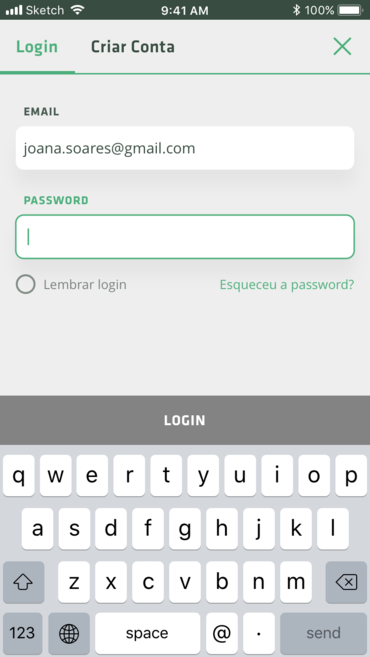 Sketch 9:41 AM 100%
Login Criar Conta
EMAIL
joana.soares@gmail.com
PASSWORD
Lembrar login Esqueceu a password?
LOGIN
q w e r t y u i o p
a s d f g h j k l
z x c v b n m
123 space @ . send